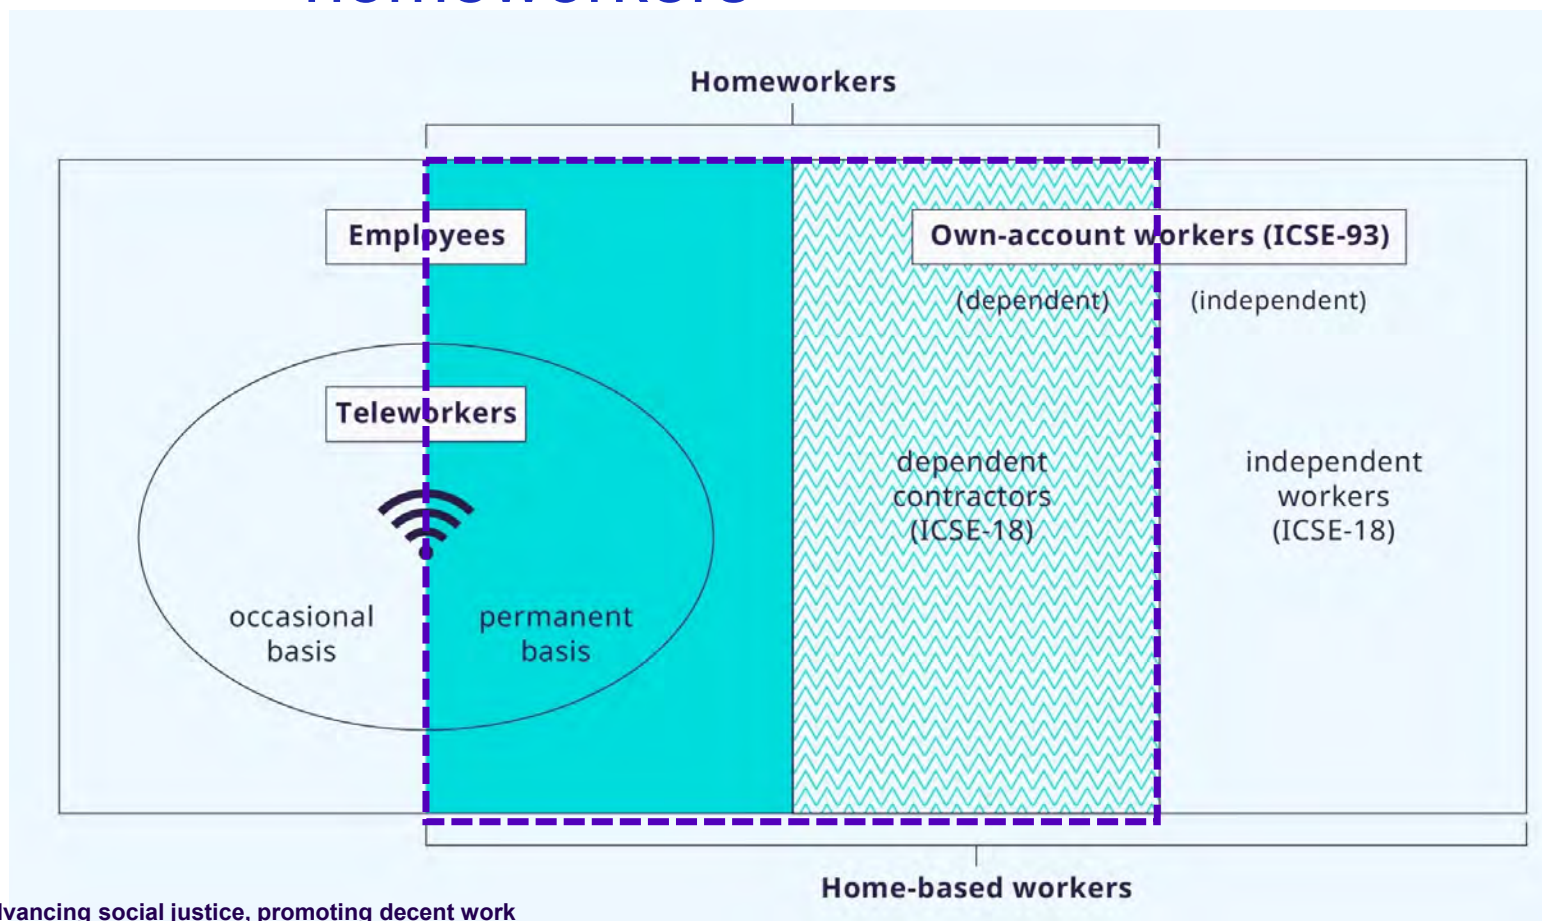 homeworkers
Homeworkers
Employees
Own-account workers (ICSE-93)
(dependent)
(independent)
Teleworkers
dependent
contractors
(ICSE-18)
independent
workers
(ICSE-18)
occasional
basis
permanent
basis
Home-based workers
social justice, promoting decent work